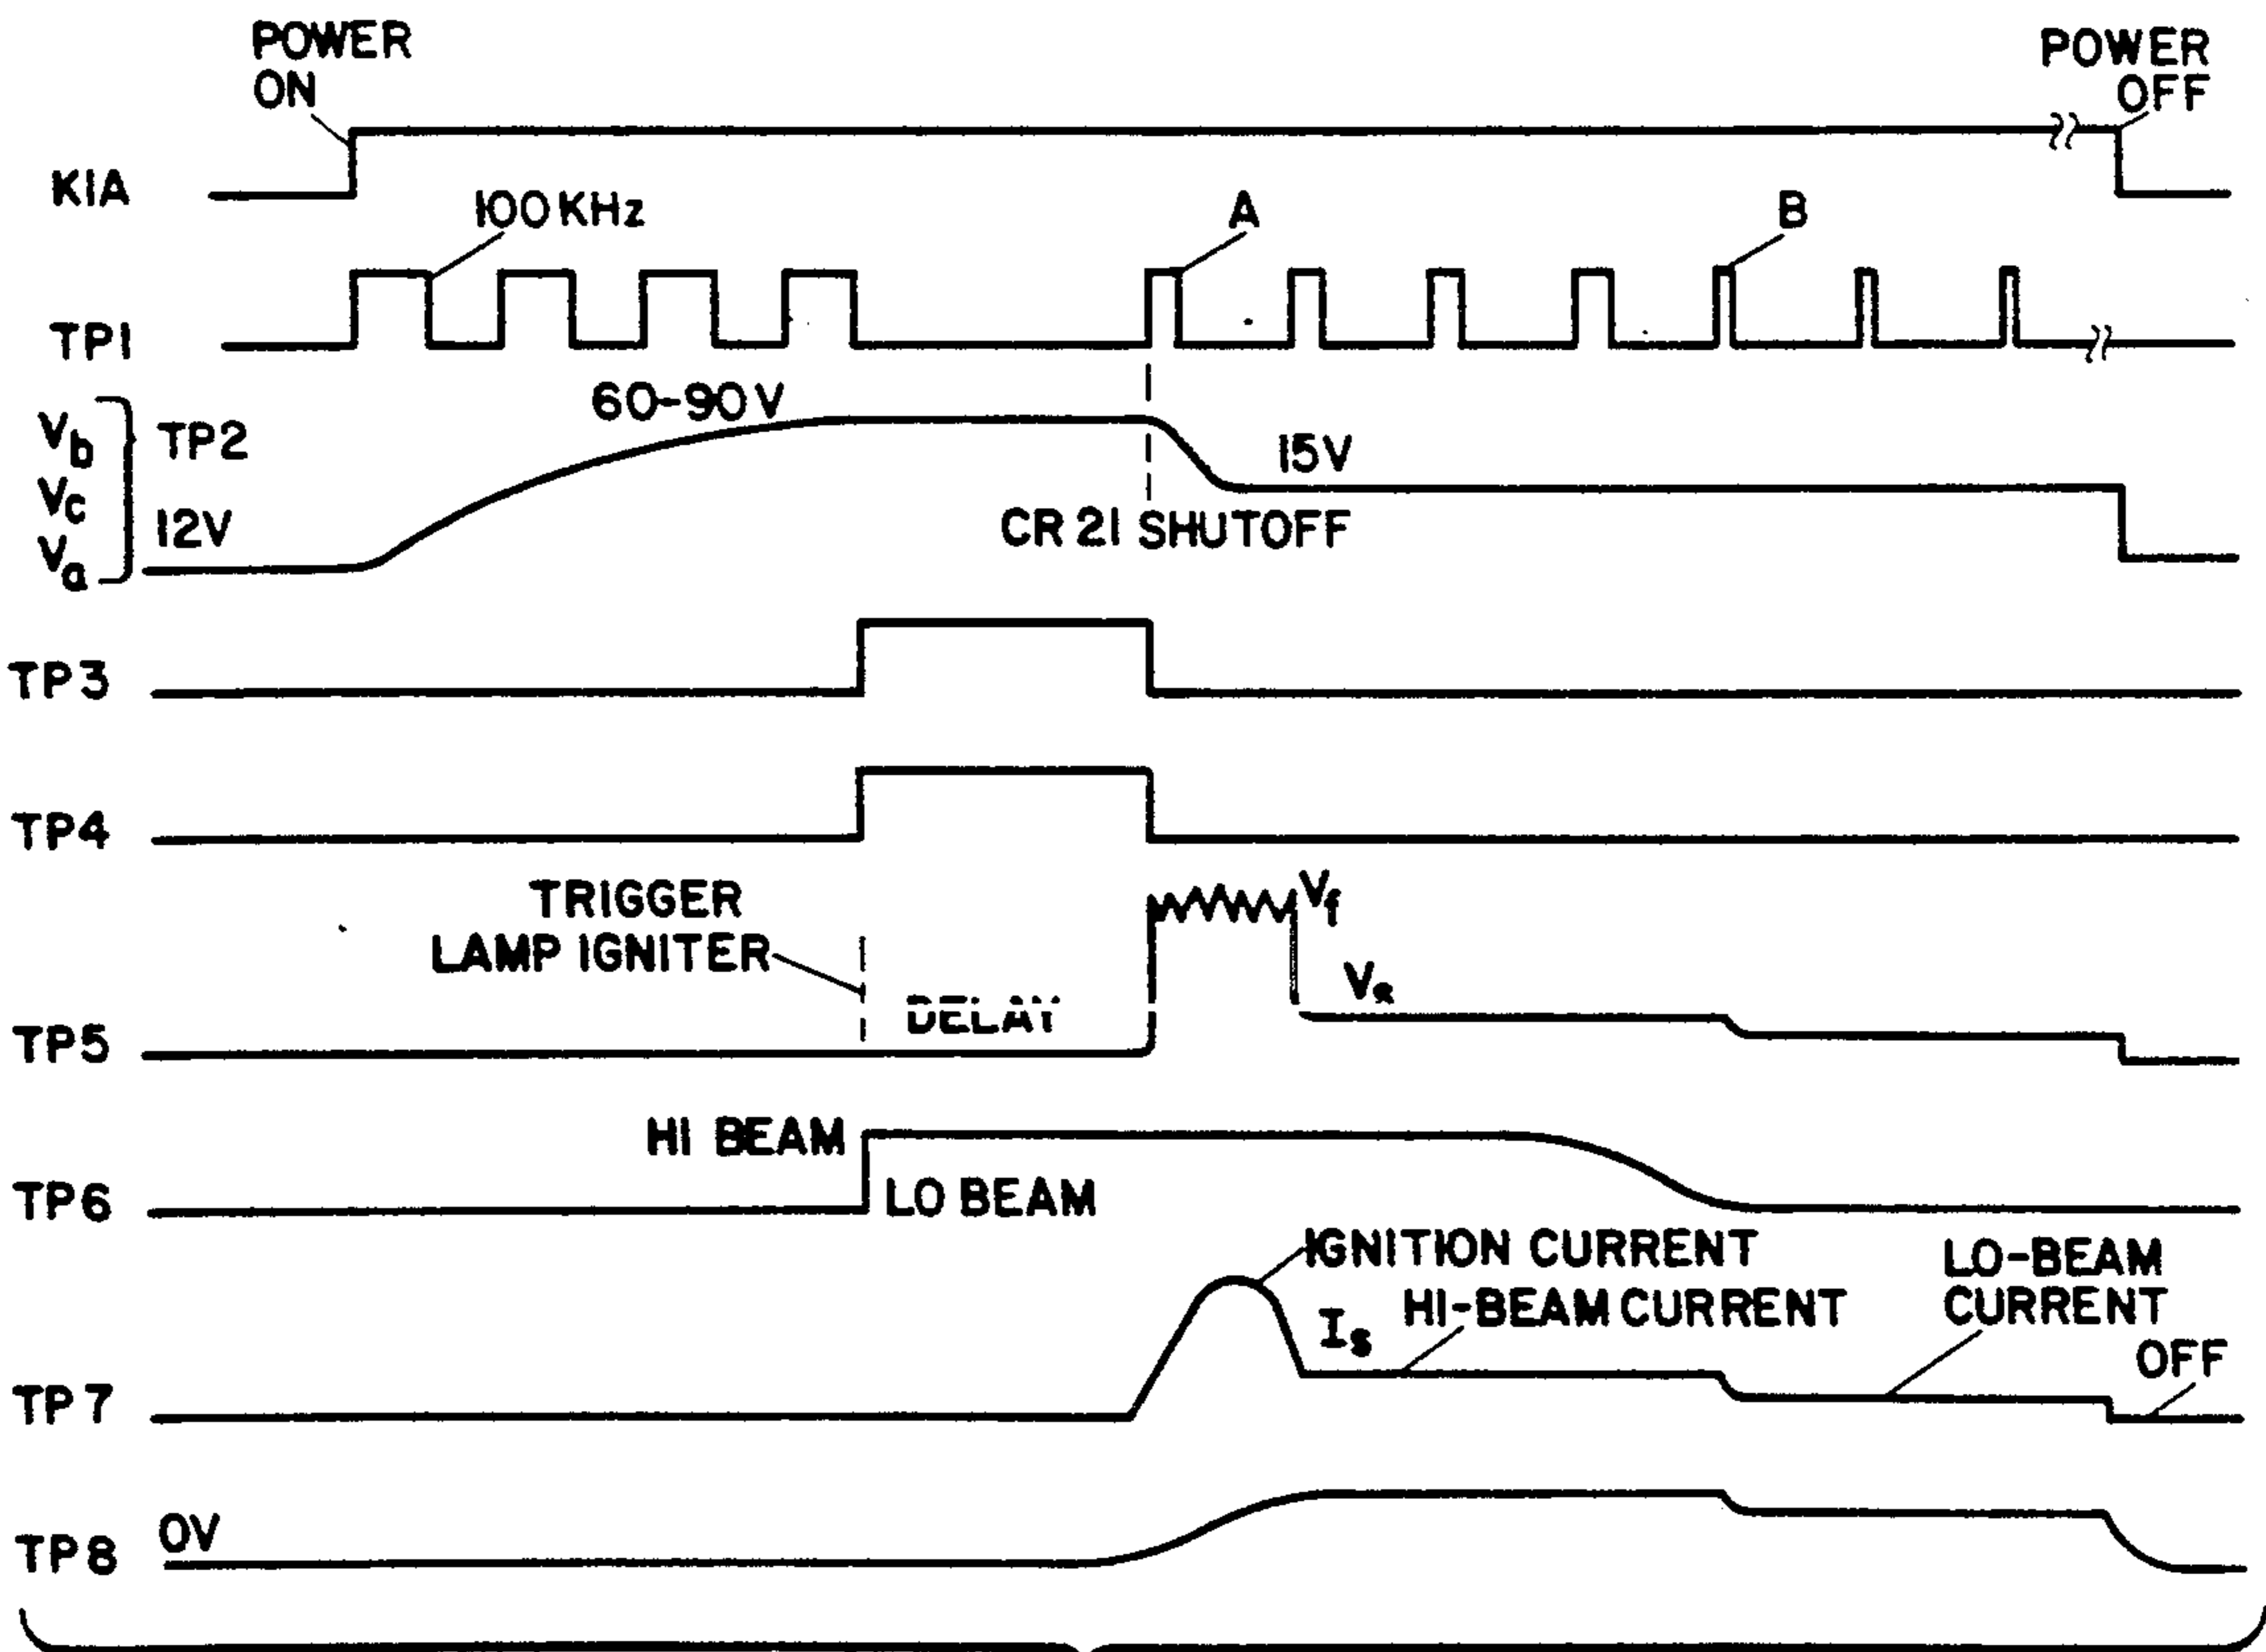 POWER
ON
POWER
OFF
K1A
100 KHz
A
B
TP1
60-90V
Vb
TP2
15V
Vc
12V
CR 21 SHUTOFF
Va
TP3
TP4
TRIGGER
LAMP IGNITER
Vf
DELAY
Vs
TP5
HI BEAM
TP6
LO BEAM
IGNITION CURRENT
LO-BEAM
CURRENT
HI-BEAM CURRENT
Is
OFF
TP7
0V
TP8